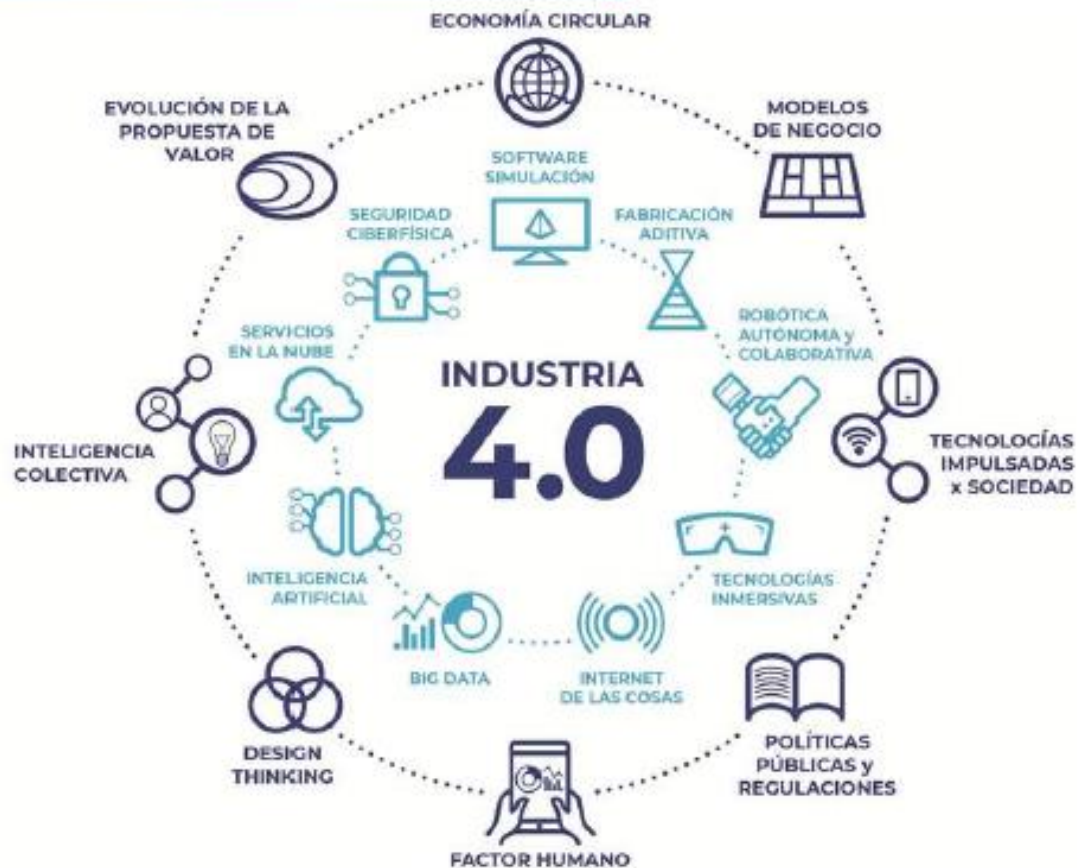 ECONOMÍA CIRCULAR
EVOLUCIÓN DE LA
PROPUESTA DE
VALOR
MODELOS
DE NEGOCIO
SOFTWARE
SIMULACIÓN
SEGURIDAD
CIBERFÍSICA
FABRICACIÓN
ADITIVA
SERVICIOS
EN LA NUBE
ROBÓTICA
AUTÓNOMA y
COLABORATIVA
INDUSTRIA
4.0
INTELIGENCIA
COLECTIVA
TECNOLOGÍAS
IMPULSADAS
x SOCIEDAD
INTELIGENCIA
ARTIFICIAL
TECNOLOGÍAS
INMERSIVAS
BIG DATA
INTERNET
DE LAS COSAS
DESIGN
THINKING
POLÍTICAS
PÚBLICAS y
REGULACIONES
FACTOR HUMANO